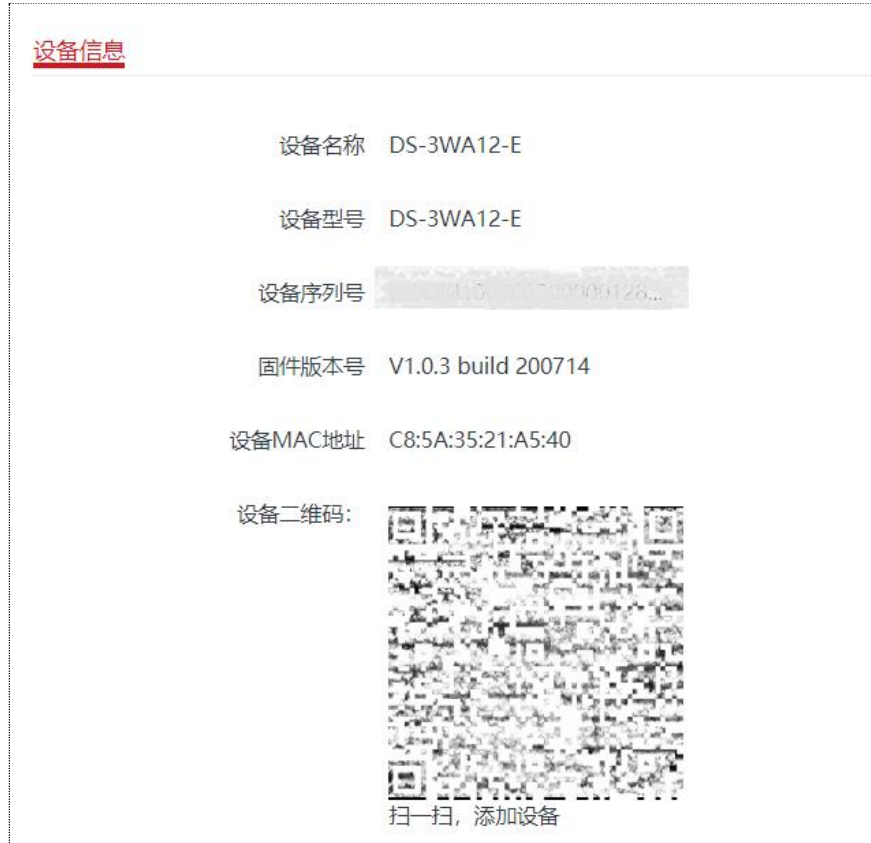 设备信息
设备名称 DS-3WA12-E
设备型号 DS-3WA12-E
设备序列号
固件版本号 V1.0.3 build 200714
设备MAC地址 C8:5A:35:21:A5:40
设备二维码：
扫一扫，添加设备